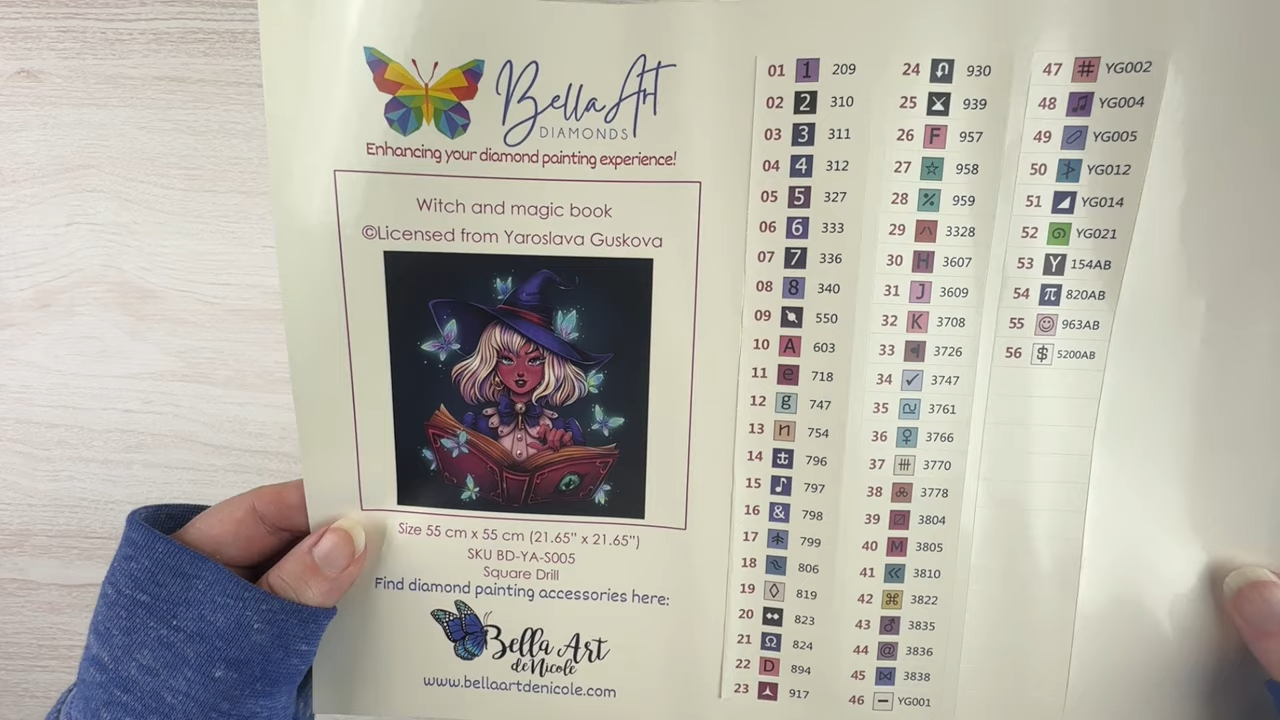 Bella Art
DIAMONDS
Enhancing your diamond painting experience!
Witch and magic book
©Licensed from Yaroslava Guskova
Size 55 cm x 55 cm (21.65" x 21.65")
SKU BD-YA-S005
Square Drill
Find diamond painting accessories here:
Bella Art
deNicole
www.bellaartdenicole.com
01 1 209
02 2 310
03 3 311
04 4 312
05 5 327
06 6 333
07 7 336
08 8 340
09 550
10 A 603
11 e 718
12 g 747
13 n 754
14 796
15 ♪ 797
16 & 798
17 799
18 806
19 ◊ 819
20 823
21 Ω 824
22 D 894
23 917
24 930
25 939
26 F 957
27 ☆ 958
28 % 959
29 ハ 3328
30 H 3607
31 J 3609
32 K 3708
33 3726
34 ✓ 3747
35 3761
36 ♀ 3766
37 3770
38 3778
39 3804
40 M 3805
41 « 3810
42 ⌘ 3822
43 ♂ 3835
44 @ 3836
45 ⋈ 3838
46 – YG001
47 # YG002
48 ♫ YG004
49 YG005
50 YG012
51 ◢ YG014
52 YG021
53 Y 154AB
54 π 820AB
55 ☺ 963AB
56 $ 5200AB